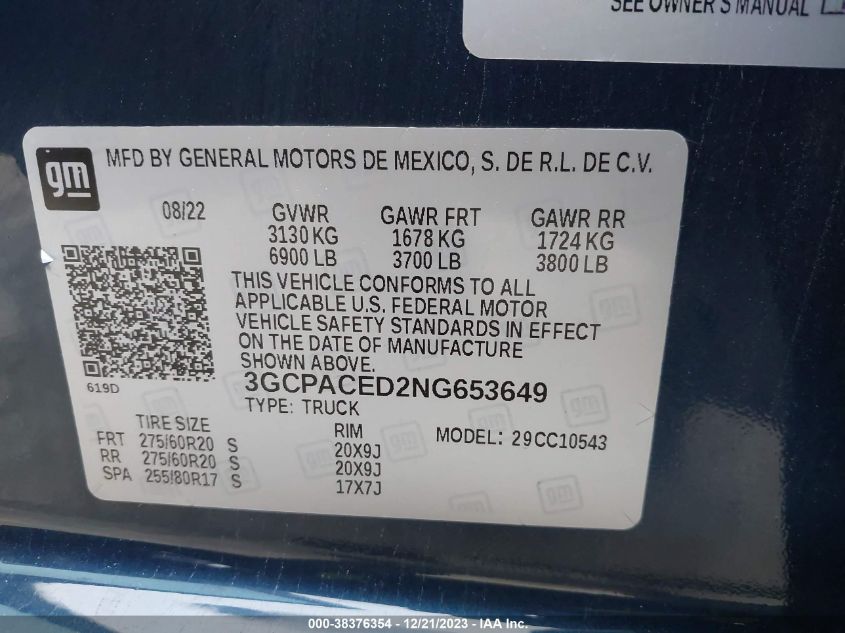 SEE OWNER'S MANUAL
gm
MFD BY GENERAL MOTORS DE MEXICO, S. DE R.L. DE C.V.
08/22 GVWR GAWR FRT GAWR RR
3130 KG 1678 KG 1724 KG
6900 LB 3700 LB 3800 LB
THIS VEHICLE CONFORMS TO ALL
APPLICABLE U.S. FEDERAL MOTOR
VEHICLE SAFETY STANDARDS IN EFFECT
ON THE DATE OF MANUFACTURE
SHOWN ABOVE.
619D
3GCPACED2NG653649
TYPE: TRUCK
TIRE SIZE RIM MODEL: 29CC10543
FRT 275/60R20 S 20X9J
RR 275/60R20 S 20X9J
SPA 255/80R17 S 17X7J
000-38376354 - 12/21/2023 - IAAI.COM